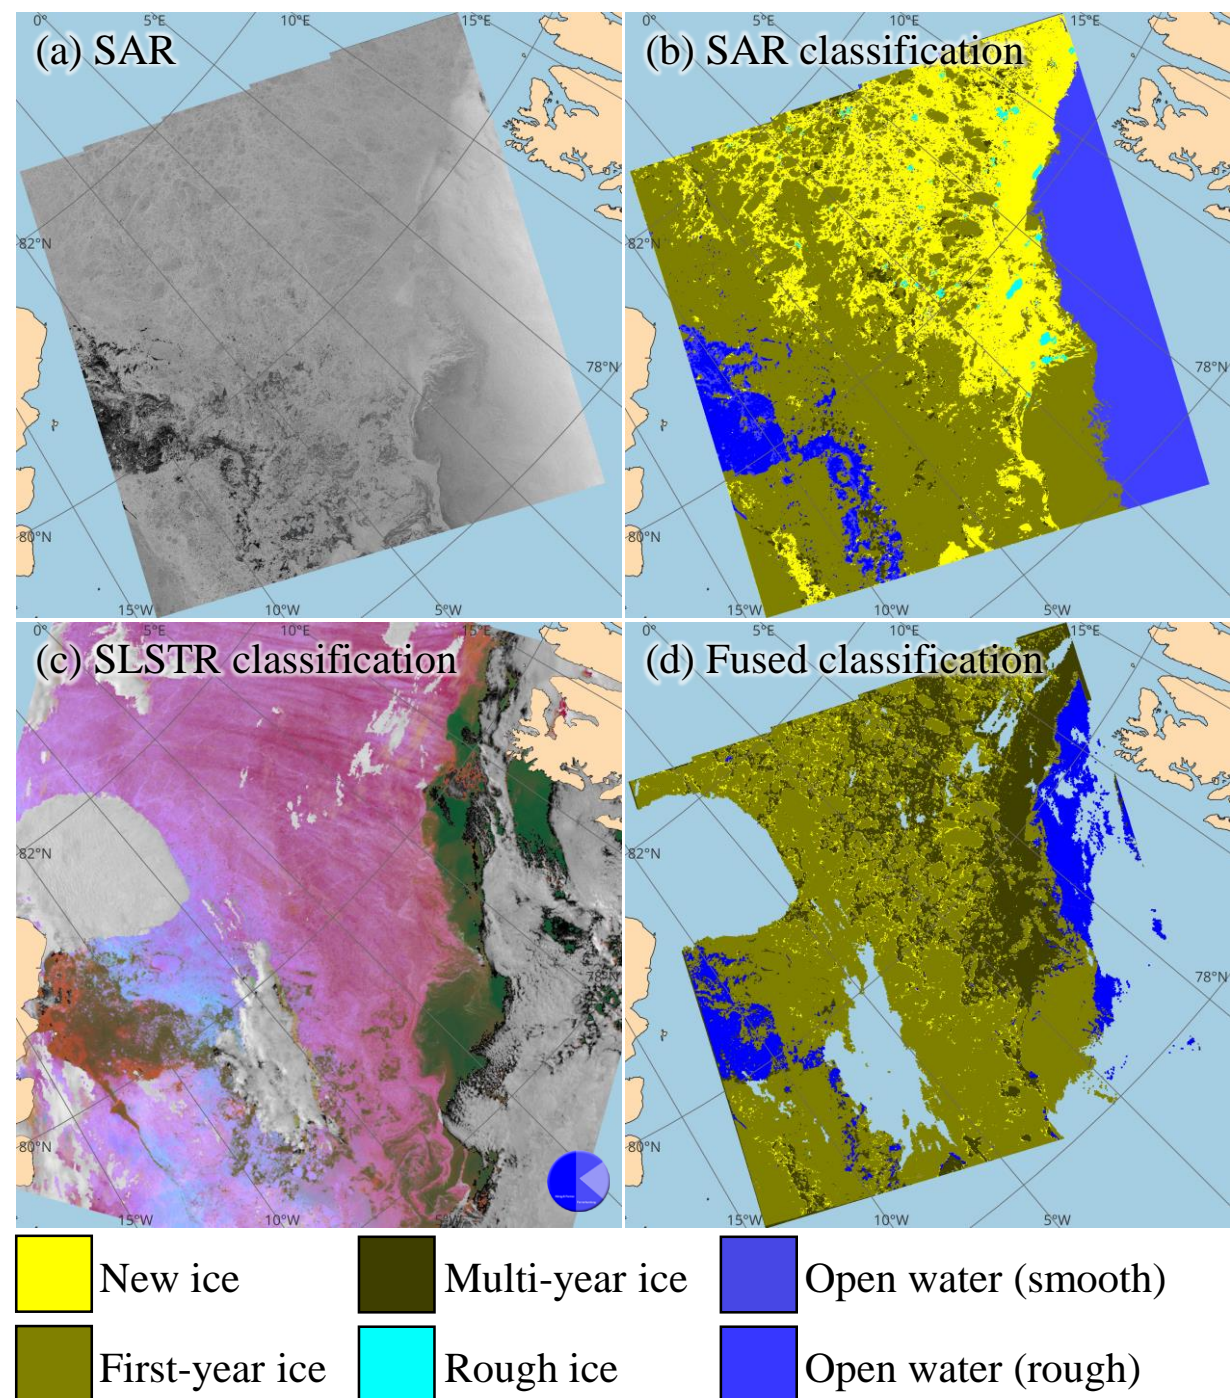 0° 5°E 10°E 15°E
(a) SAR
82°N
78°N
80°N
15°W 10°W 5°W
0° 5°E 10°E 15°E
(b) SAR classification
82°N
78°N
80°N
15°W 10°W 5°W
0° 5°E 10°E 15°E
(c) SLSTR classification
82°N
78°N
80°N
15°W 10°W 5°W
0° 5°E 10°E 15°E
(d) Fused classification
82°N
78°N
80°N
15°W 10°W 5°W
New ice
Multi-year ice
Open water (smooth)
First-year ice
Rough ice
Open water (rough)